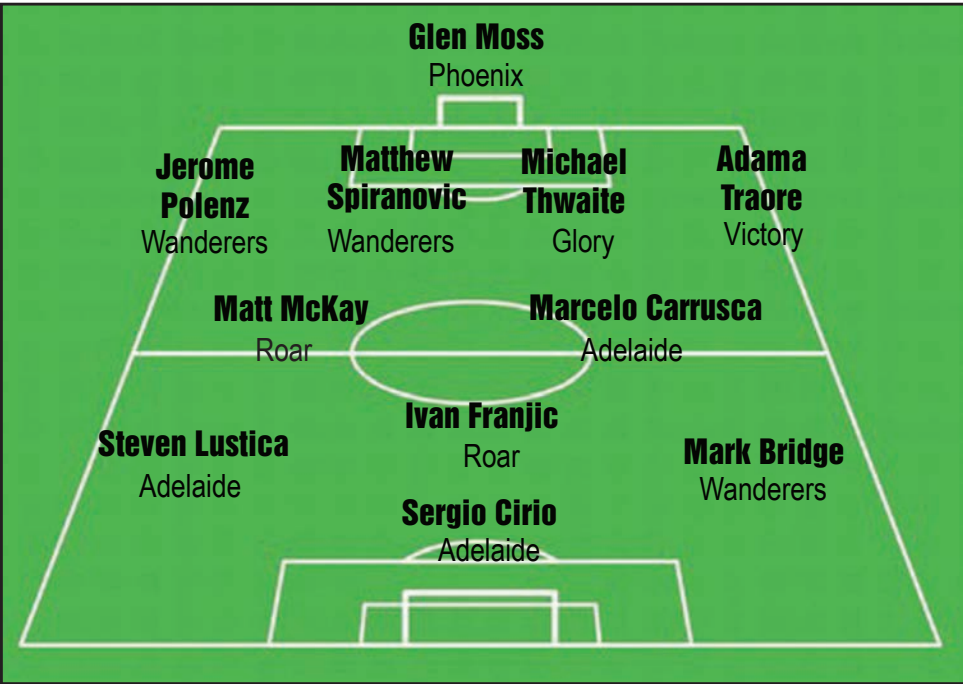 Glen Moss
Phoenix
Jerome
Polenz
Wanderers
Matthew
Spiranovic
Wanderers
Michael
Thwaite
Glory
Adama
Traore
Victory
Matt McKay
Roar
Marcelo Carrusca
Adelaide
Steven Lustica
Adelaide
Ivan Franjic
Roar
Mark Bridge
Wanderers
Sergio Cirio
Adelaide